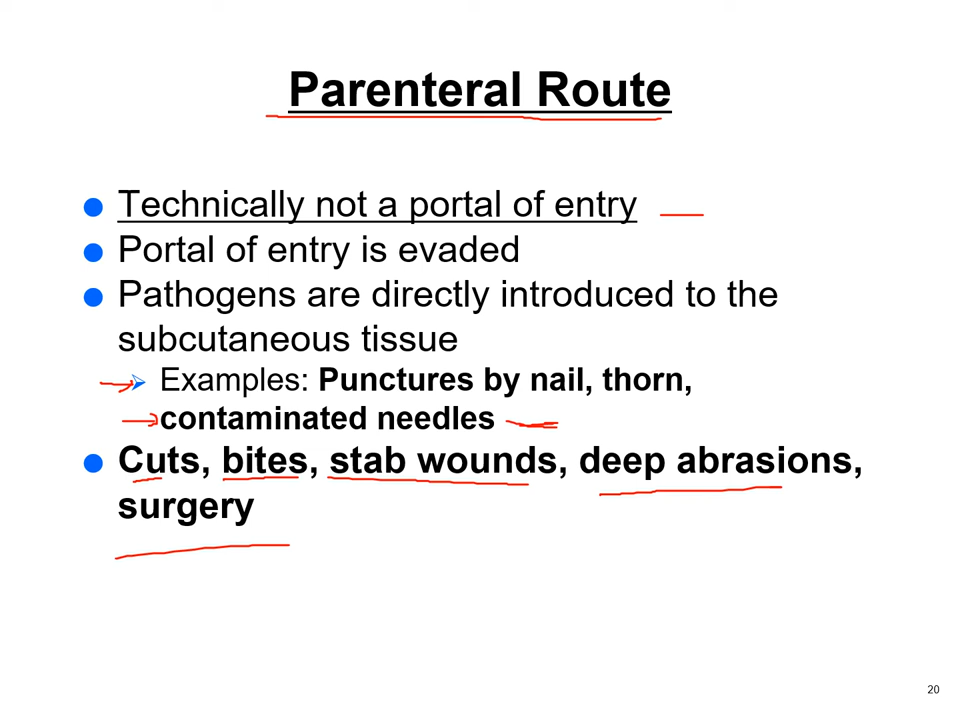 Parenteral Route
● Technically not a portal of entry
● Portal of entry is evaded
● Pathogens are directly introduced to the
subcutaneous tissue
➢ Examples: Punctures by nail, thorn,
contaminated needles
● Cuts, bites, stab wounds, deep abrasions,
surgery
20